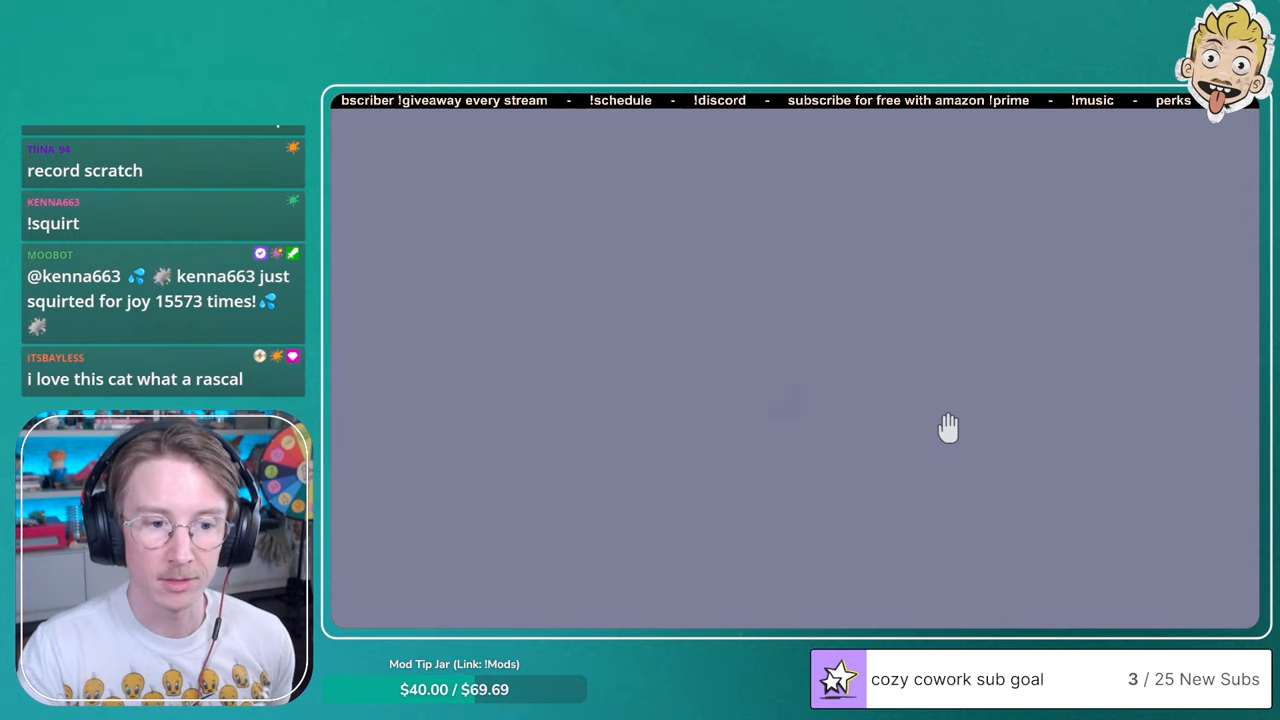 bscriber !giveaway every stream - !schedule - !discord - subscribe for free with amazon !prime - !music - perks
TIINA_94
record scratch
KENNA663
!squirt
MOOBOT
@kenna663 💦 kenna663 just
squirted for joy 15573 times!💦
ITSBAYLESS
i love this cat what a rascal
Mod Tip Jar (Link: !Mods)
$40.00 / $69.69
cozy cowork sub goal 3 / 25 New Subs